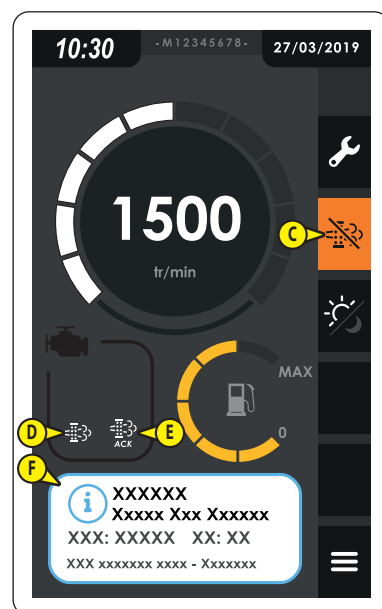 10:30
-M12345678-
27/03/2019
1500
tr/min
C
MAX
0
D
E
ACK
F
i
XXXXXX
Xxxxx Xxx Xxxxxx
XXX: XXXXX XX: XX
XXX xxxxxxx xxxx - Xxxxxxx